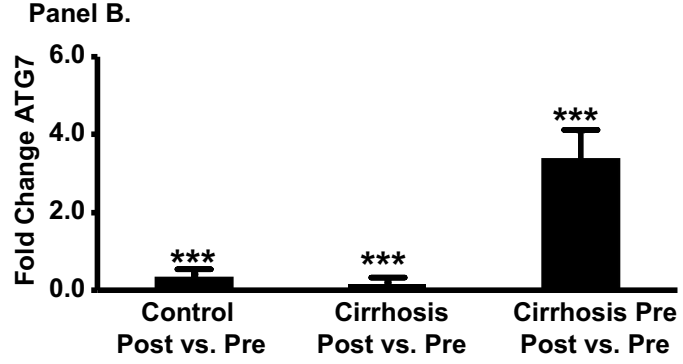 Panel B.
Fold Change ATG7
6.0
4.0
2.0
0.0
***
***
***
Control
Post vs. Pre
Cirrhosis
Post vs. Pre
Cirrhosis Pre
Post vs. Pre